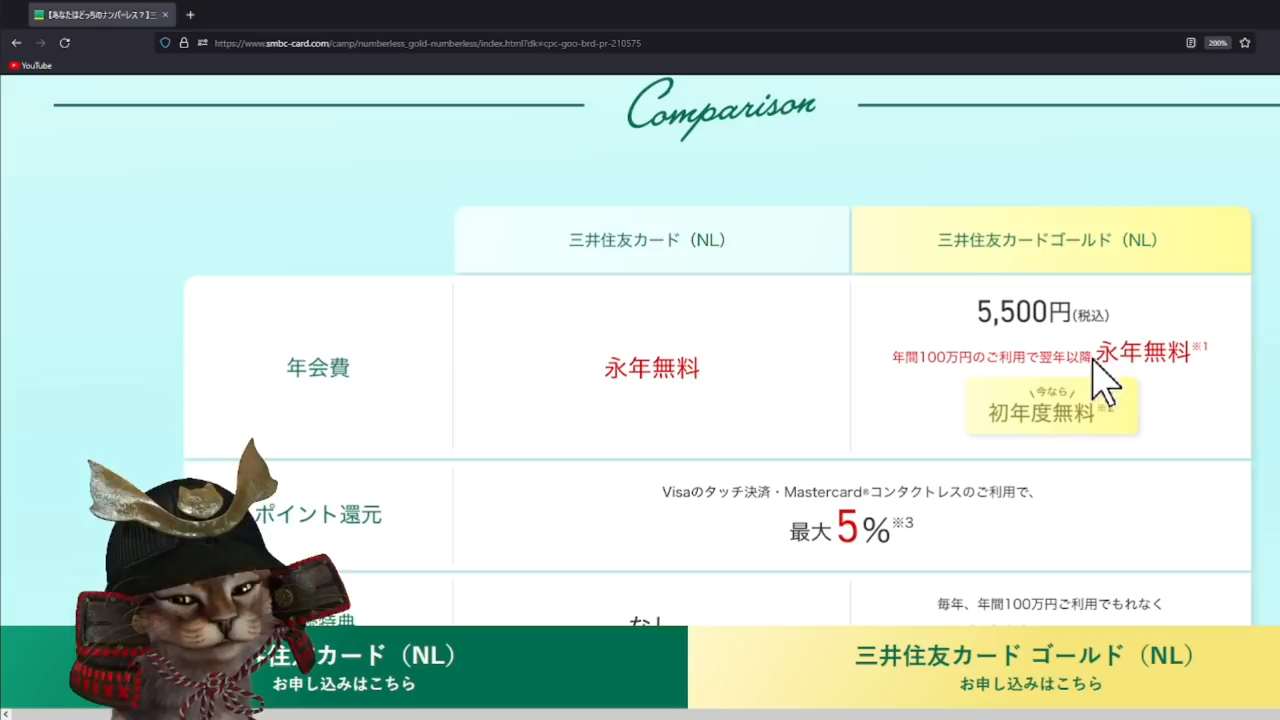 【あなたはどっちのナンバーレス？】三
https://www.smbc-card.com/camp/numberless_gold-numberless/index.html?dk=cpc-goo-brd-pr-210575
200%
YouTube
Comparison
三井住友カード（NL）
三井住友カードゴールド（NL）
年会費
永年無料
5,500円(税込)
年間100万円のご利用で翌年以降永年無料※1
\今なら/
初年度無料※2
ポイント還元
Visaのタッチ決済・Mastercard®コンタクトレスのご利用で、
最大5%※3
特典
なし
毎年、年間100万円ご利用でもれなく
住友カード（NL）
お申し込みはこちら
三井住友カード ゴールド（NL）
お申し込みはこちら